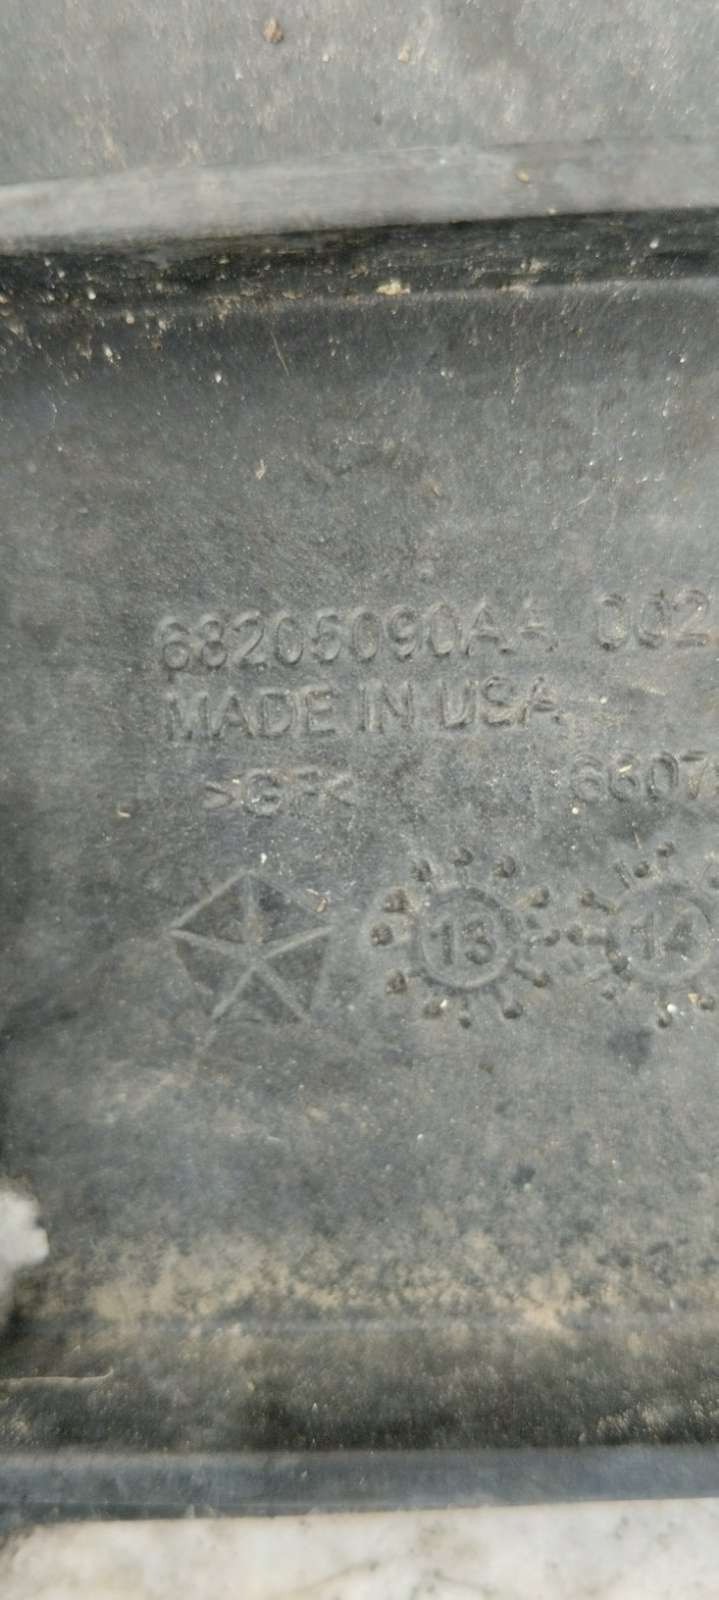 68205090AA 002
MADE IN USA
>GF< 6607
13 14